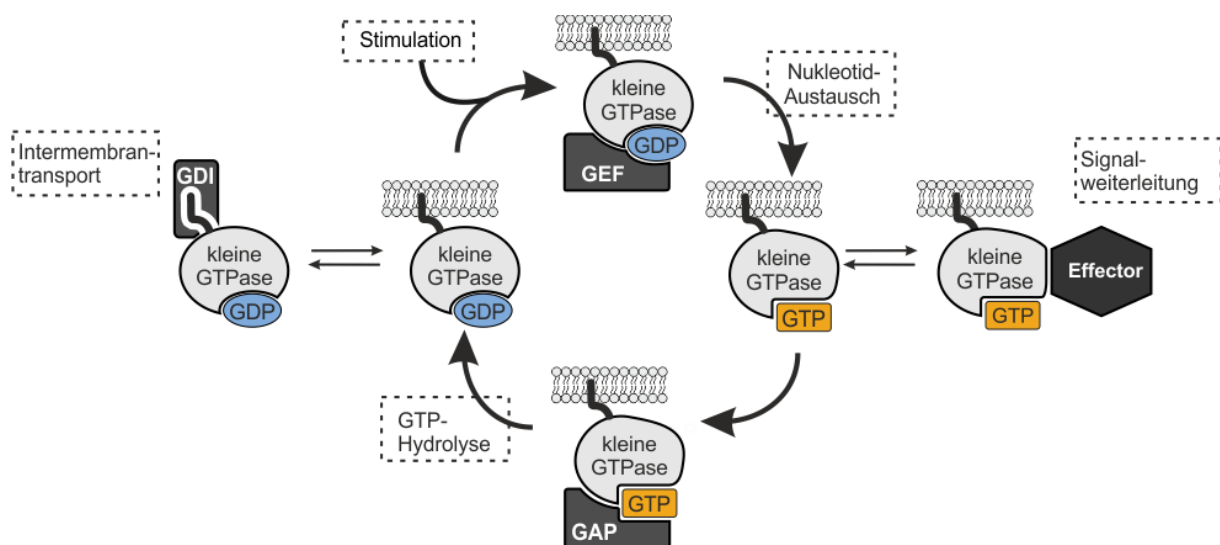 Stimulation
kleine
GTPase
GDP
GEF
Nukleotid-
Austausch
Intermembran-
transport
GDI
kleine
GTPase
GDP
kleine
GTPase
GDP
kleine
GTPase
GTP
Signal-
weiterleitung
kleine
GTPase
GTP
Effector
GTP-
Hydrolyse
kleine
GTPase
GTP
GAP